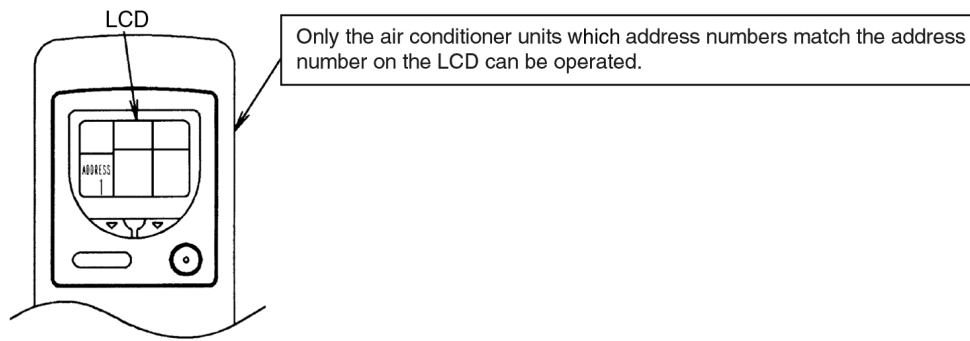 LCD
Only the air conditioner units which address numbers match the address
number on the LCD can be operated.
ADDRESS
1